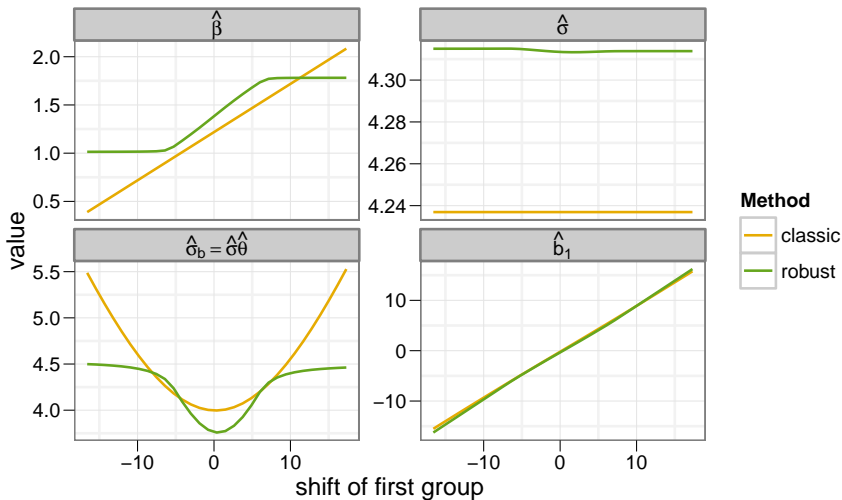 β̂
σ̂
2.0
1.5
1.0
0.5
4.30
4.28
4.26
4.24
σ̂b = σ̂θ̂
b̂1
5.5
5.0
4.5
4.0
10
0
−10
−10 0 10
−10 0 10
value
shift of first group
Method
classic
robust